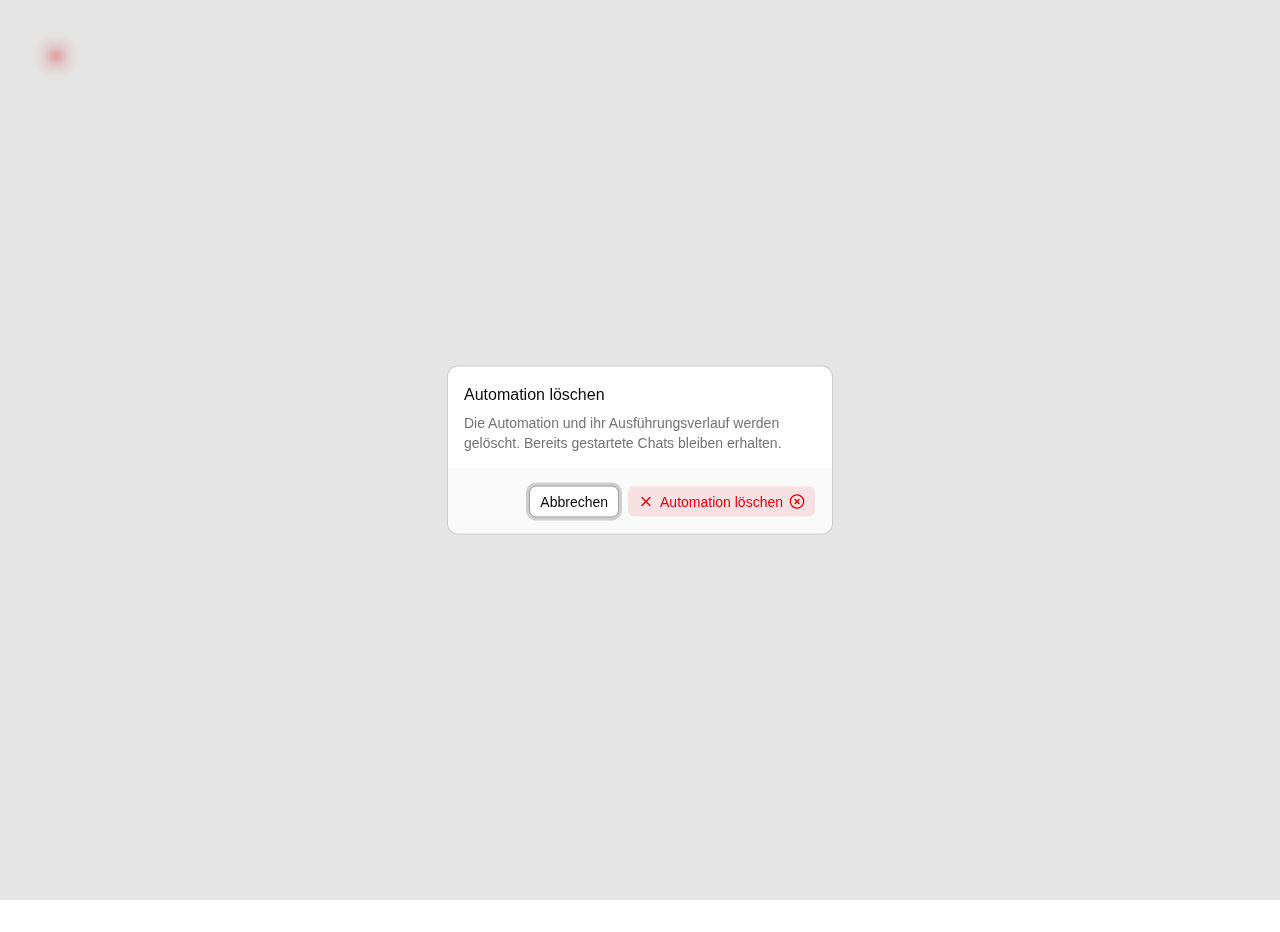 Automation löschen
Die Automation und ihr Ausführungsverlauf werden
gelöscht. Bereits gestartete Chats bleiben erhalten.
Abbrechen
Automation löschen